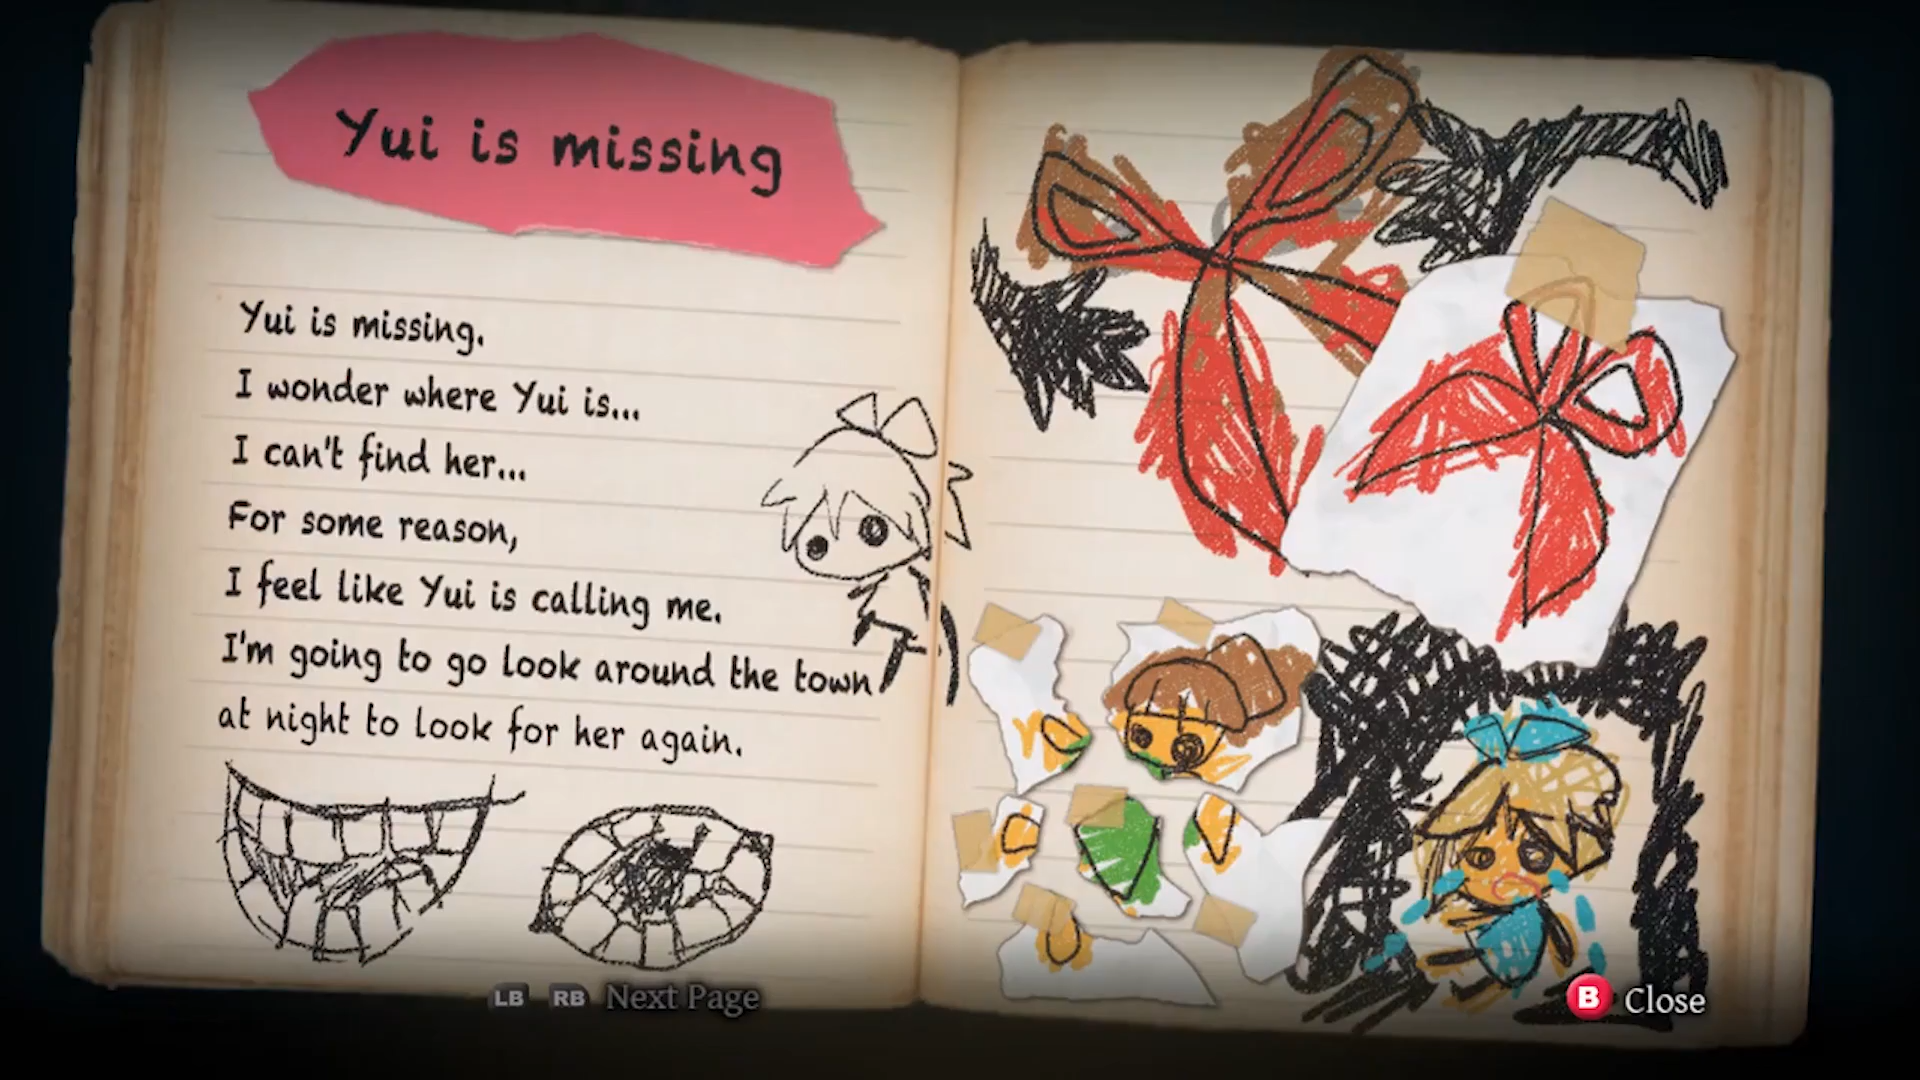 Yui is missing
Yui is missing.
I wonder where Yui is...
I can't find her...
For some reason,
I feel like Yui is calling me.
I'm going to go look around the town
at night to look for her again.
LB RB Next Page
B Close